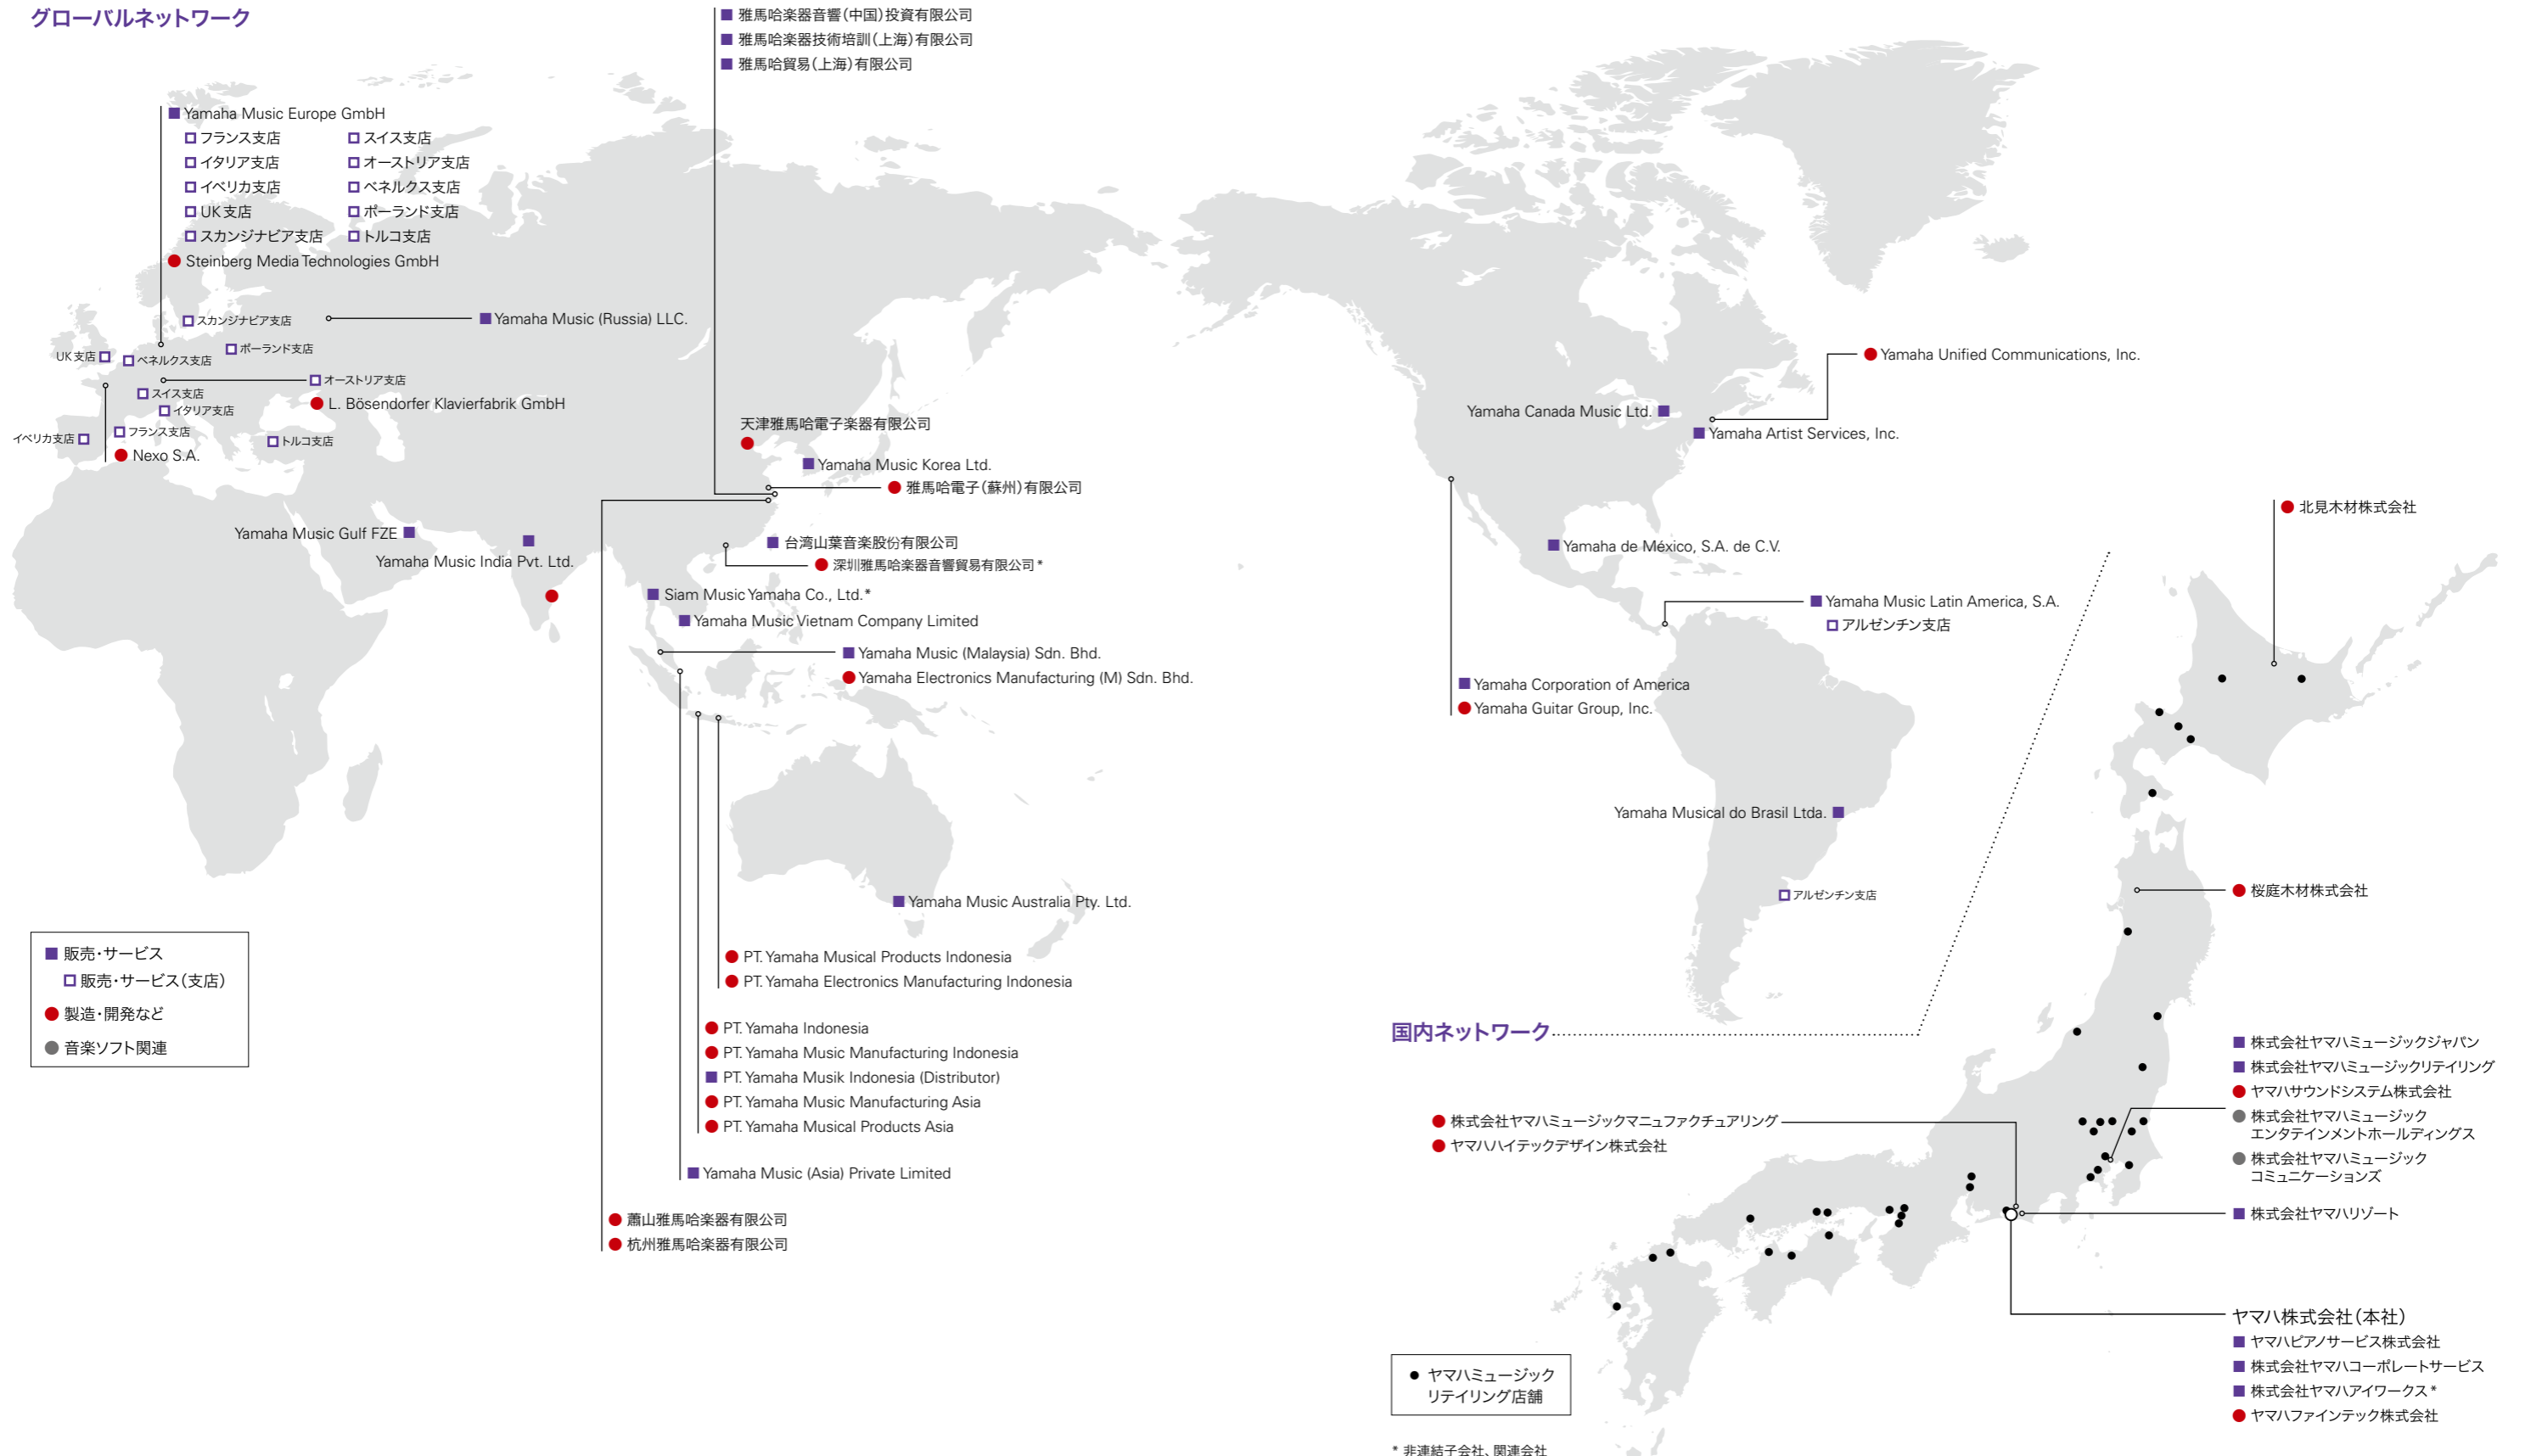 グローバルネットワーク
■ 雅馬哈楽器音響(中国)投資有限公司
■ 雅馬哈楽器技術培訓(上海)有限公司
■ 雅馬哈貿易(上海)有限公司
■ Yamaha Music Europe GmbH
フランス支店
スイス支店
イタリア支店
オーストリア支店
イベリカ支店
ベネルクス支店
UK支店
ポーランド支店
スカンジナビア支店
トルコ支店
● Steinberg Media Technologies GmbH
スカンジナビア支店
■ Yamaha Music (Russia) LLC.
UK支店
ベネルクス支店
ポーランド支店
オーストリア支店
スイス支店
● L. Bösendorfer Klavierfabrik GmbH
イタリア支店
イベリカ支店
フランス支店
トルコ支店
● Nexo S.A.
天津雅馬哈電子楽器有限公司
■ Yamaha Music Korea Ltd.
● 雅馬哈電子(蘇州)有限公司
Yamaha Music Gulf FZE
Yamaha Music India Pvt. Ltd.
■ 台湾山葉音楽股份有限公司
● 深圳雅馬哈楽器音響貿易有限公司*
■ Siam Music Yamaha Co., Ltd.*
■ Yamaha Music Vietnam Company Limited
■ Yamaha Music (Malaysia) Sdn. Bhd.
● Yamaha Electronics Manufacturing (M) Sdn. Bhd.
■ Yamaha Music Australia Pty. Ltd.
● PT. Yamaha Musical Products Indonesia
● PT. Yamaha Electronics Manufacturing Indonesia
● PT. Yamaha Indonesia
● PT. Yamaha Music Manufacturing Indonesia
■ PT. Yamaha Musik Indonesia (Distributor)
● PT. Yamaha Music Manufacturing Asia
● PT. Yamaha Musical Products Asia
■ Yamaha Music (Asia) Private Limited
● 蕭山雅馬哈楽器有限公司
● 杭州雅馬哈楽器有限公司
■ 販売・サービス
販売・サービス(支店)
● 製造・開発など
● 音楽ソフト関連
● Yamaha Unified Communications, Inc.
Yamaha Canada Music Ltd.
■ Yamaha Artist Services, Inc.
■ Yamaha de México, S.A. de C.V.
■ Yamaha Music Latin America, S.A.
アルゼンチン支店
■ Yamaha Corporation of America
● Yamaha Guitar Group, Inc.
Yamaha Musical do Brasil Ltda.
アルゼンチン支店
国内ネットワーク
● 北見木材株式会社
● 桜庭木材株式会社
■ 株式会社ヤマハミュージックジャパン
■ 株式会社ヤマハミュージックリテイリング
● ヤマハサウンドシステム株式会社
● 株式会社ヤマハミュージック
エンタテインメントホールディングス
● 株式会社ヤマハミュージック
コミュニケーションズ
■ 株式会社ヤマハリゾート
● 株式会社ヤマハミュージックマニュファクチュアリング
● ヤマハハイテックデザイン株式会社
ヤマハ株式会社(本社)
■ ヤマハピアノサービス株式会社
■ 株式会社ヤマハコーポレートサービス
■ 株式会社ヤマハアイワークス*
● ヤマハファインテック株式会社
● ヤマハミュージック
リテイリング店舗
* 非連結子会社、関連会社